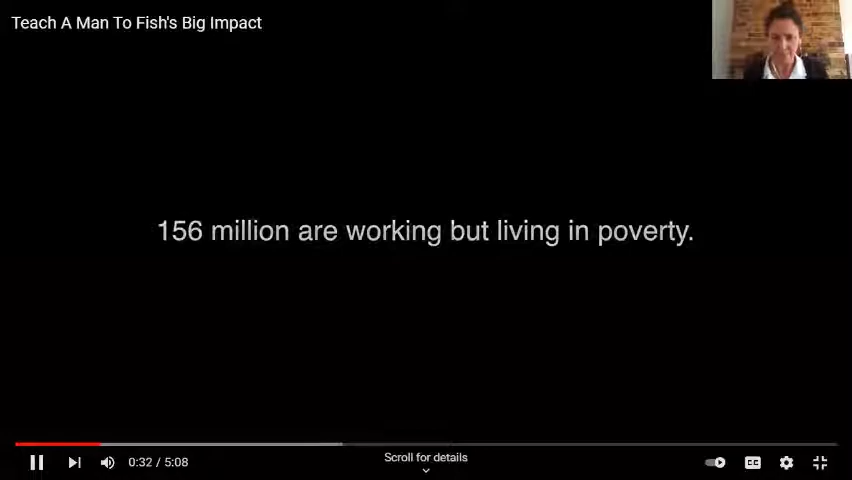 Teach A Man To Fish's Big Impact
156 million are working but living in poverty.
Scroll for details
0:32 / 5:08
CC